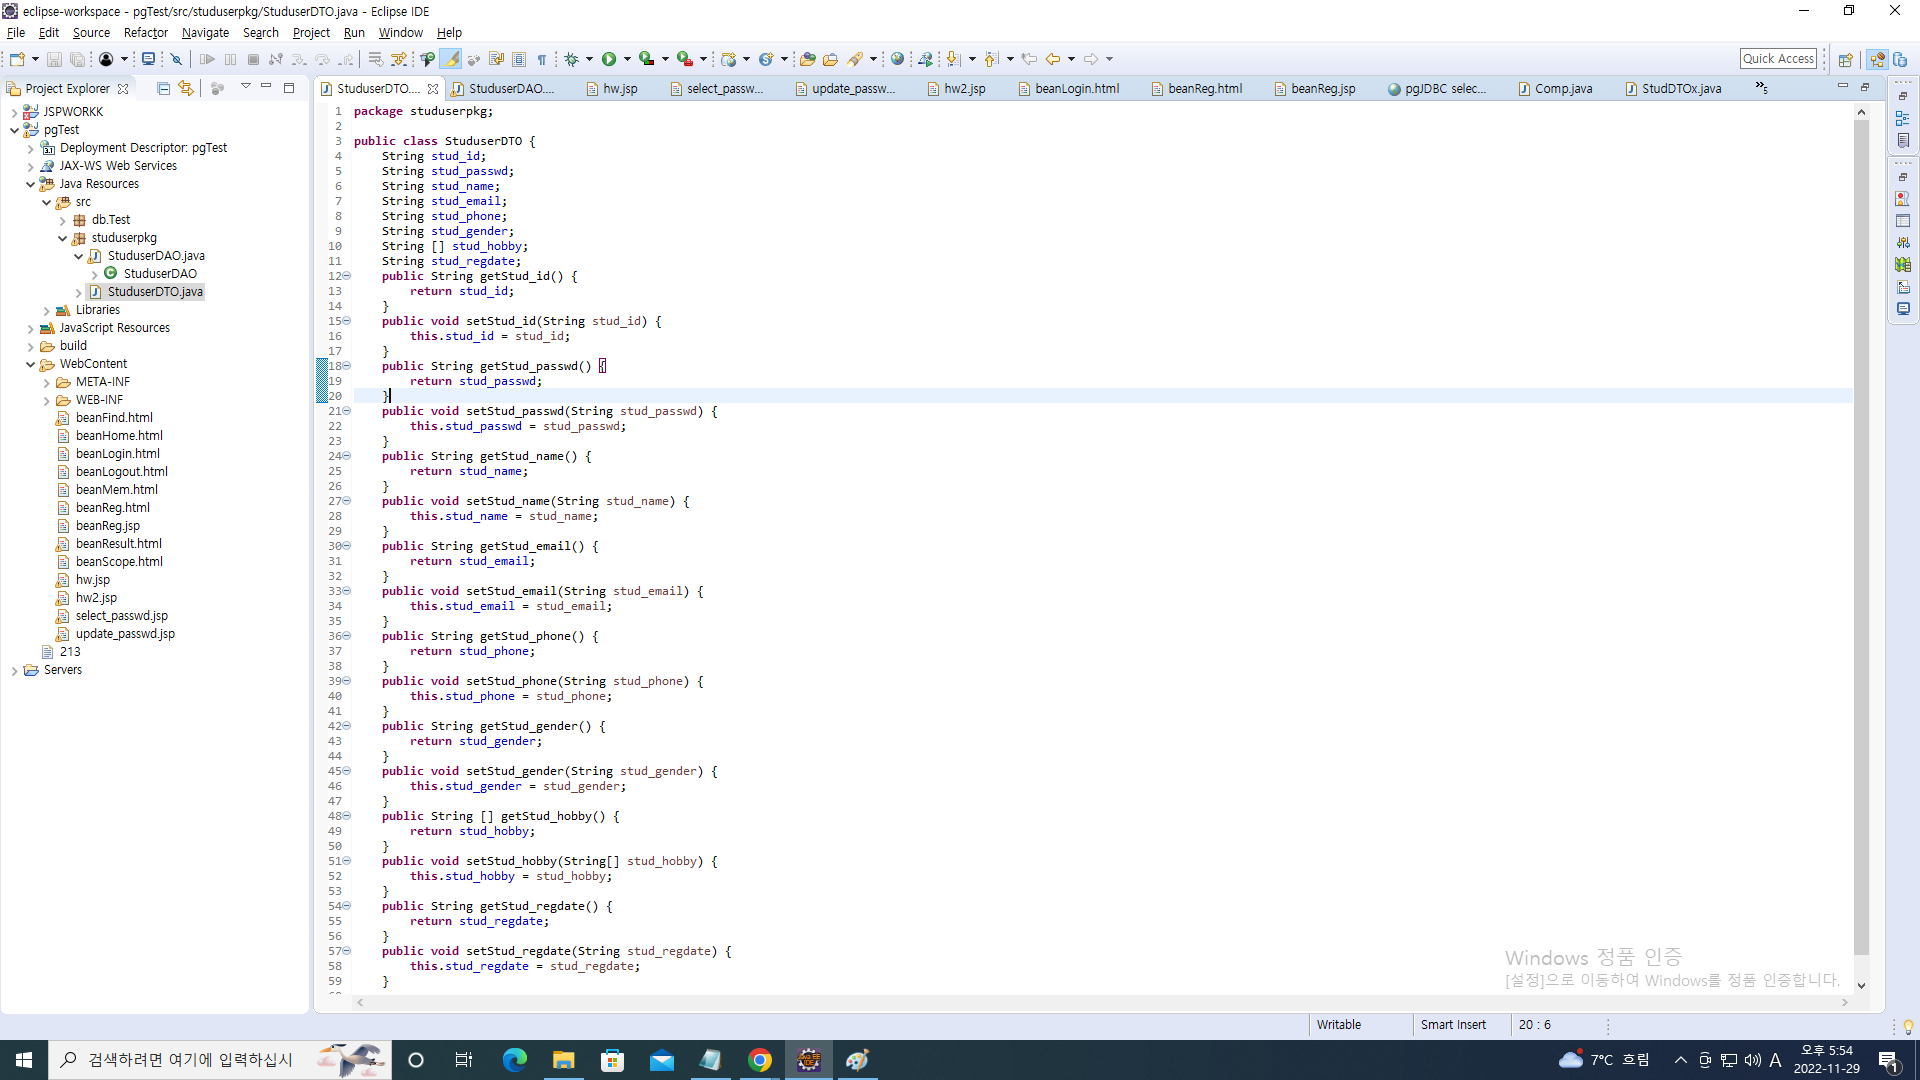 eclipse-workspace - pgTest/src/studuserpkg/StuduserDTO.java - Eclipse IDE
File Edit Source Refactor Navigate Search Project Run Window Help
Quick Access
Project Explorer
JSPWORKK
pgTest
Deployment Descriptor: pgTest
JAX-WS Web Services
Java Resources
src
db.Test
studuserpkg
StuduserDAO.java
StuduserDAO
StuduserDTO.java
Libraries
JavaScript Resources
build
WebContent
META-INF
WEB-INF
beanFind.html
beanHome.html
beanLogin.html
beanLogout.html
beanMem.html
beanReg.html
beanReg.jsp
beanResult.html
beanScope.html
hw.jsp
hw2.jsp
select_passwd.jsp
update_passwd.jsp
213
Servers
StuduserDTO.... StuduserDAO.... hw.jsp select_passw... update_passw... hw2.jsp beanLogin.html beanReg.html beanReg.jsp pgJDBC selec... Comp.java StudDTOx.java »5
1 package studuserpkg;
2
3 public class StuduserDTO {
4 String stud_id;
5 String stud_passwd;
6 String stud_name;
7 String stud_email;
8 String stud_phone;
9 String stud_gender;
10 String [] stud_hobby;
11 String stud_regdate;
12 public String getStud_id() {
13 return stud_id;
14 }
15 public void setStud_id(String stud_id) {
16 this.stud_id = stud_id;
17 }
18 public String getStud_passwd() {
19 return stud_passwd;
20 }
21 public void setStud_passwd(String stud_passwd) {
22 this.stud_passwd = stud_passwd;
23 }
24 public String getStud_name() {
25 return stud_name;
26 }
27 public void setStud_name(String stud_name) {
28 this.stud_name = stud_name;
29 }
30 public String getStud_email() {
31 return stud_email;
32 }
33 public void setStud_email(String stud_email) {
34 this.stud_email = stud_email;
35 }
36 public String getStud_phone() {
37 return stud_phone;
38 }
39 public void setStud_phone(String stud_phone) {
40 this.stud_phone = stud_phone;
41 }
42 public String getStud_gender() {
43 return stud_gender;
44 }
45 public void setStud_gender(String stud_gender) {
46 this.stud_gender = stud_gender;
47 }
48 public String [] getStud_hobby() {
49 return stud_hobby;
50 }
51 public void setStud_hobby(String[] stud_hobby) {
52 this.stud_hobby = stud_hobby;
53 }
54 public String getStud_regdate() {
55 return stud_regdate;
56 }
57 public void setStud_regdate(String stud_regdate) {
58 this.stud_regdate = stud_regdate;
59 }
Windows 정품 인증
[설정]으로 이동하여 Windows를 정품 인증합니다.
Writable Smart Insert 20 : 6
검색하려면 여기에 입력하십시
7°C 흐림
A
오후 5:54
2022-11-29
1